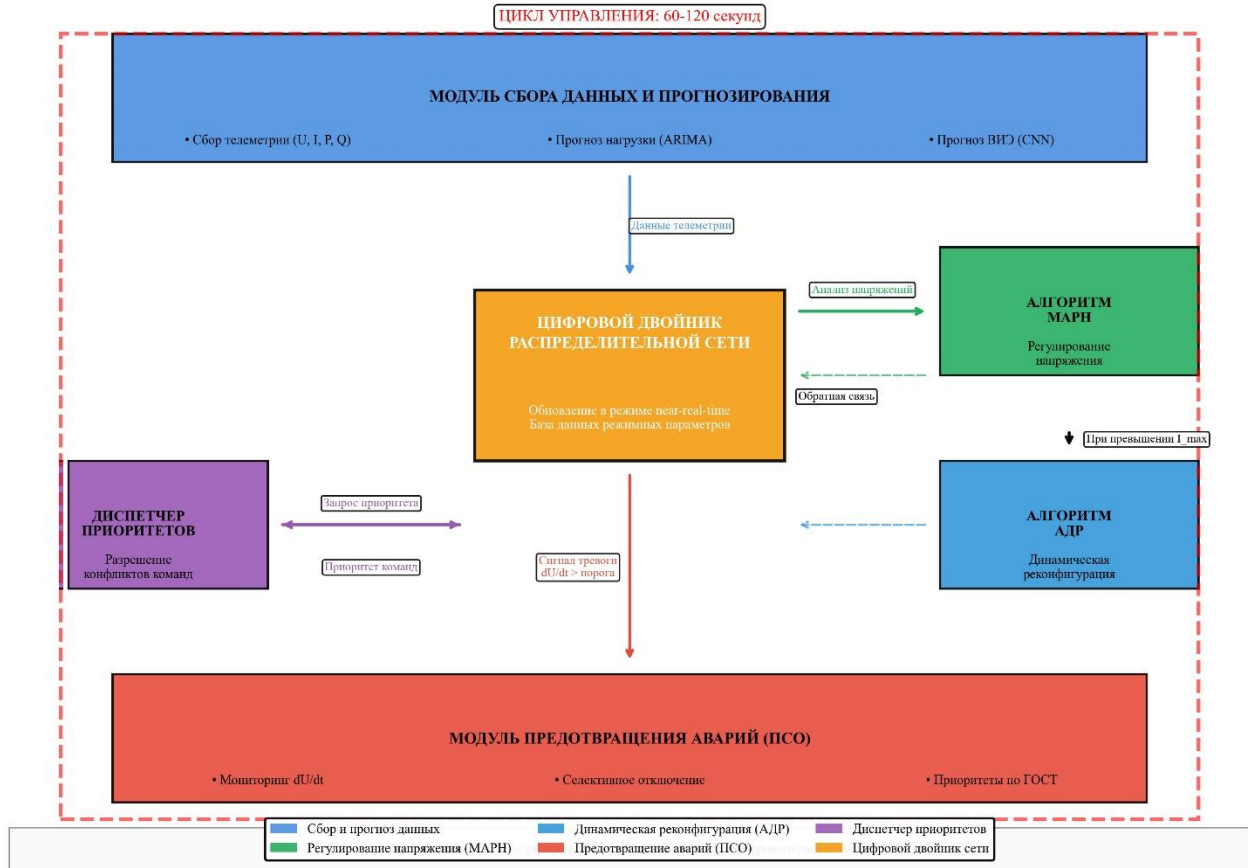 ЦИКЛ УПРАВЛЕНИЯ: 60-120 секунд
МОДУЛЬ СБОРА ДАННЫХ И ПРОГНОЗИРОВАНИЯ
• Сбор телеметрии (U, I, P, Q)
• Прогноз нагрузки (ARIMA)
• Прогноз ВИЭ (CNN)
Данные телеметрии
ЦИФРОВОЙ ДВОЙНИК
РАСПРЕДЕЛИТЕЛЬНОЙ СЕТИ
Обновление в режиме near-real-time
База данных режимных параметров
Анализ напряжений
АЛГОРИТМ
МАРН
Регулирование
напряжения
Обратная связь
При превышении I_max
ДИСПЕТЧЕР
ПРИОРИТЕТОВ
Разрешение
конфликтов команд
Запрос приоритета
Приоритет команд
Сигнал тревоги
dU/dt > порога
АЛГОРИТМ
АДР
Динамическая
реконфигурация
МОДУЛЬ ПРЕДОТВРАЩЕНИЯ АВАРИЙ (ПСО)
• Мониторинг dU/dt
• Селективное отключение
• Приоритеты по ГОСТ
Сбор и прогноз данных
Динамическая реконфигурация (АДР)
Диспетчер приоритетов
Регулирование напряжения (МАРН)
Предотвращение аварий (ПСО)
Цифровой двойник сети